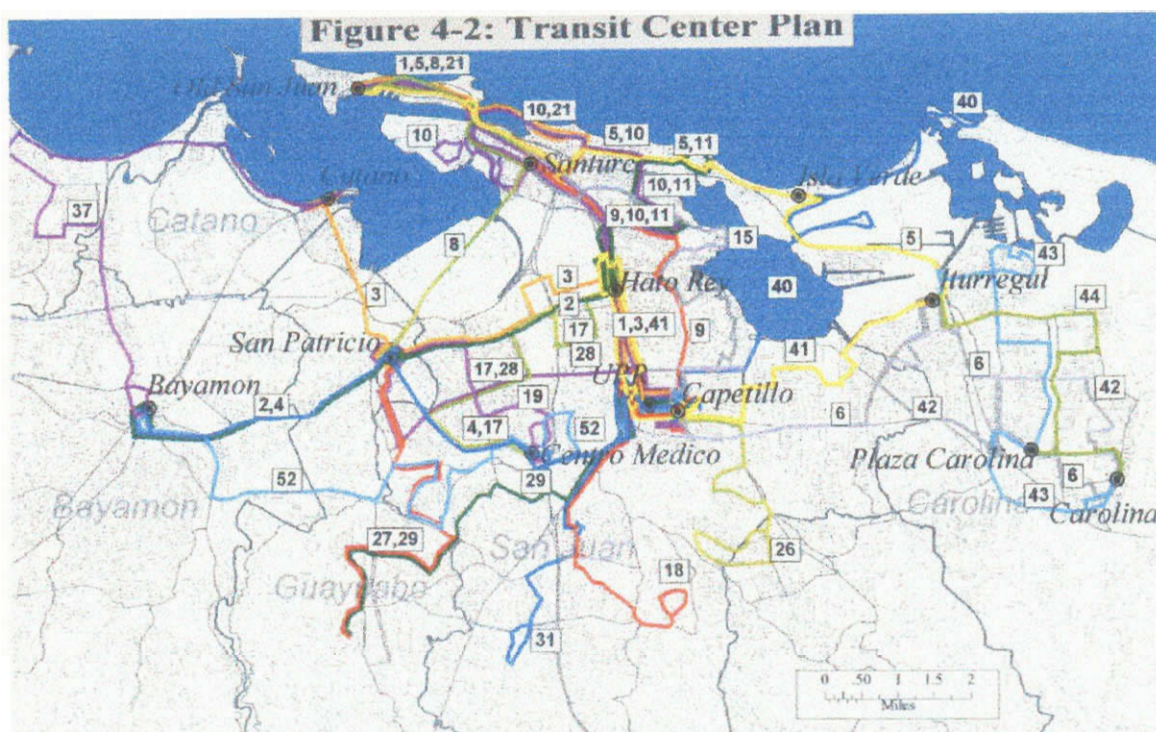 Figure 4-2: Transit Center Plan
1,5,8,21
Old San Juan
40
10,21
10
5,10
5,11
Santurc
Isla Verde
Catano
10,11
37
Catano
9,10,11
15
8
5
43
3
Hato Rey
40
Iturregui
3
2
44
17
1,3,41
9
San Patricio
28
41
17,28
UPR
6
Bayamon
19
Capetillo
42
2,4
6
42
4,17
52
Centro Medico
Plaza Carolina
52
29
6
Bayamon
43
Carolina
Carolina
27,29
San Juan
26
Guaynabo
18
31
0 .50 1 2
Miles